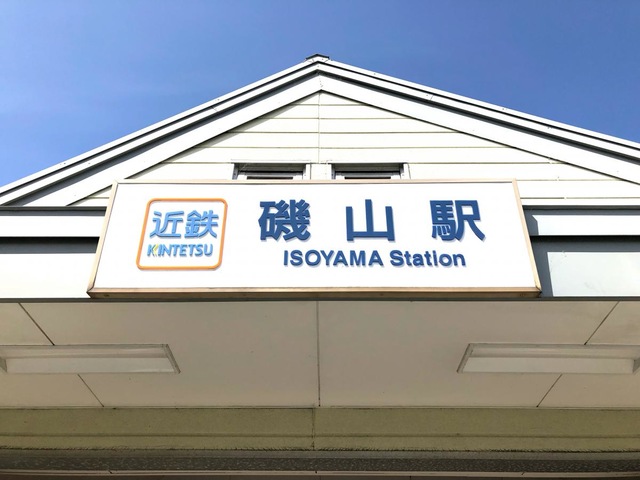 近鉄
KINTETSU
磯山駅
ISOYAMA Station